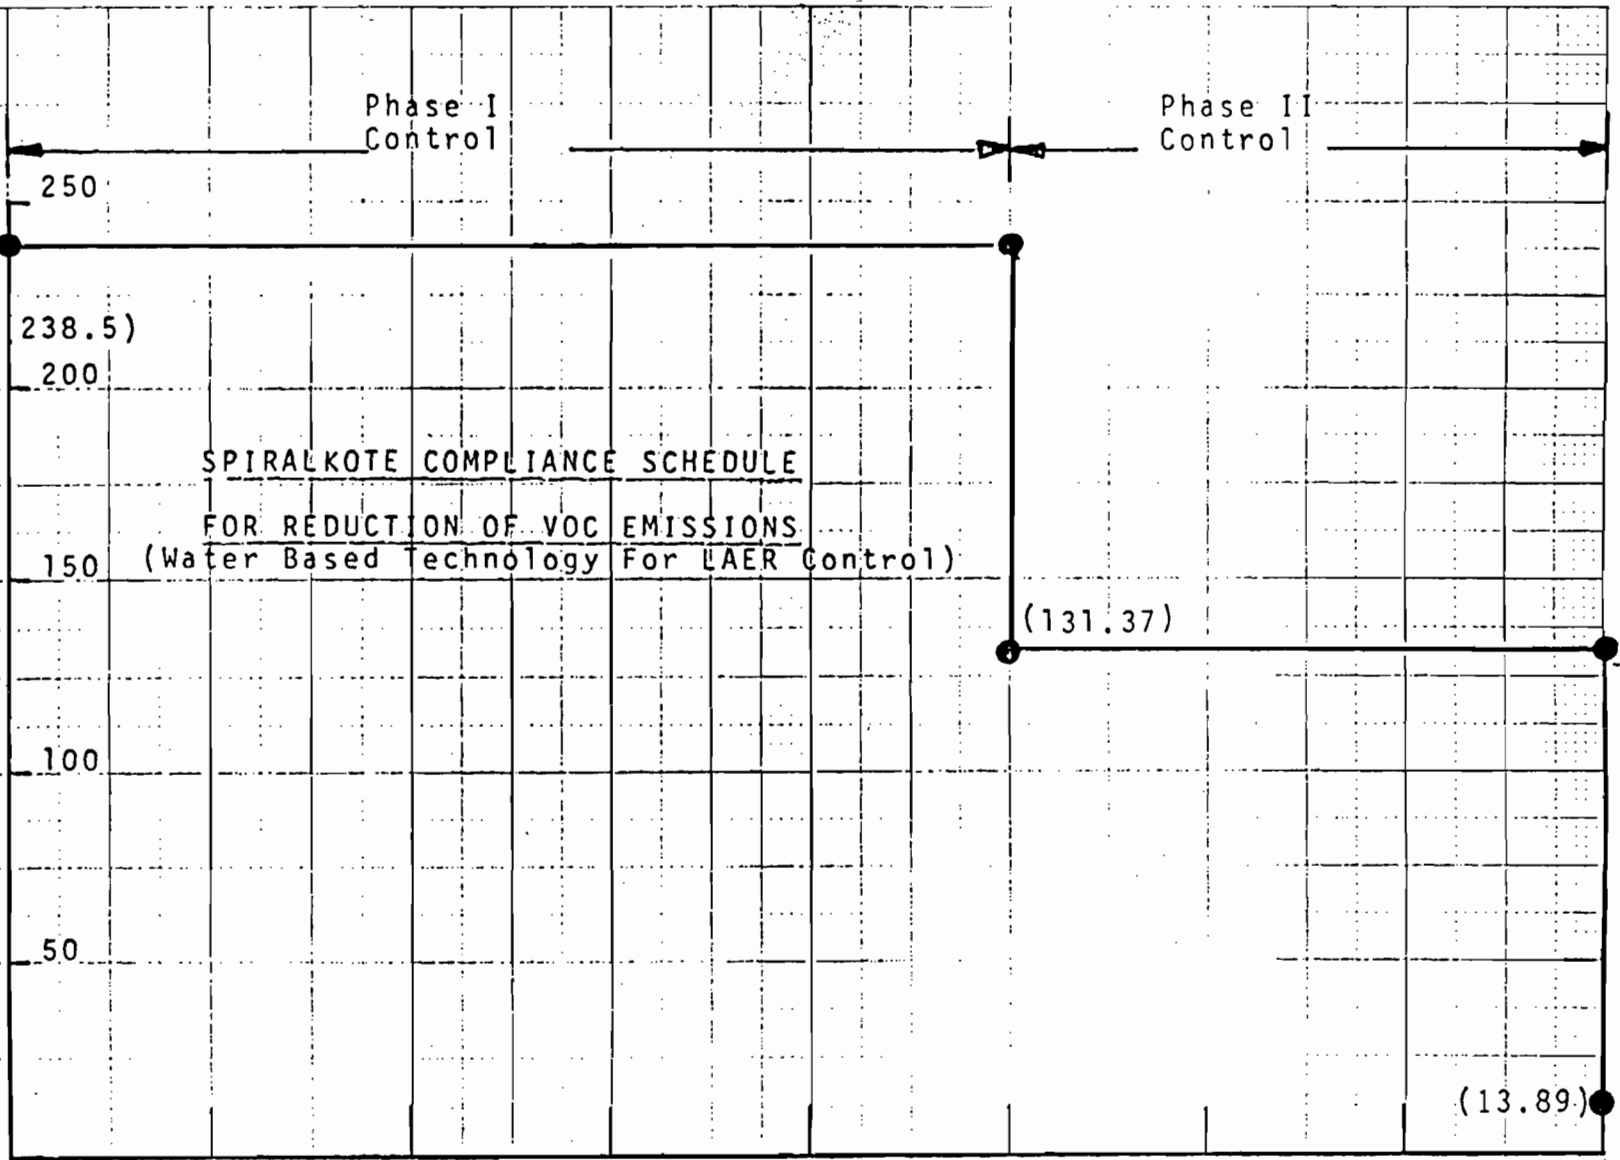 Phase I
Control
Phase II
Control
250
238.5)
200
SPIRALKOTE COMPLIANCE SCHEDULE
FOR REDUCTION OF VOC EMISSIONS
(Water Based Technology For LAER Control)
150
(131.37)
100
50
(13.89)